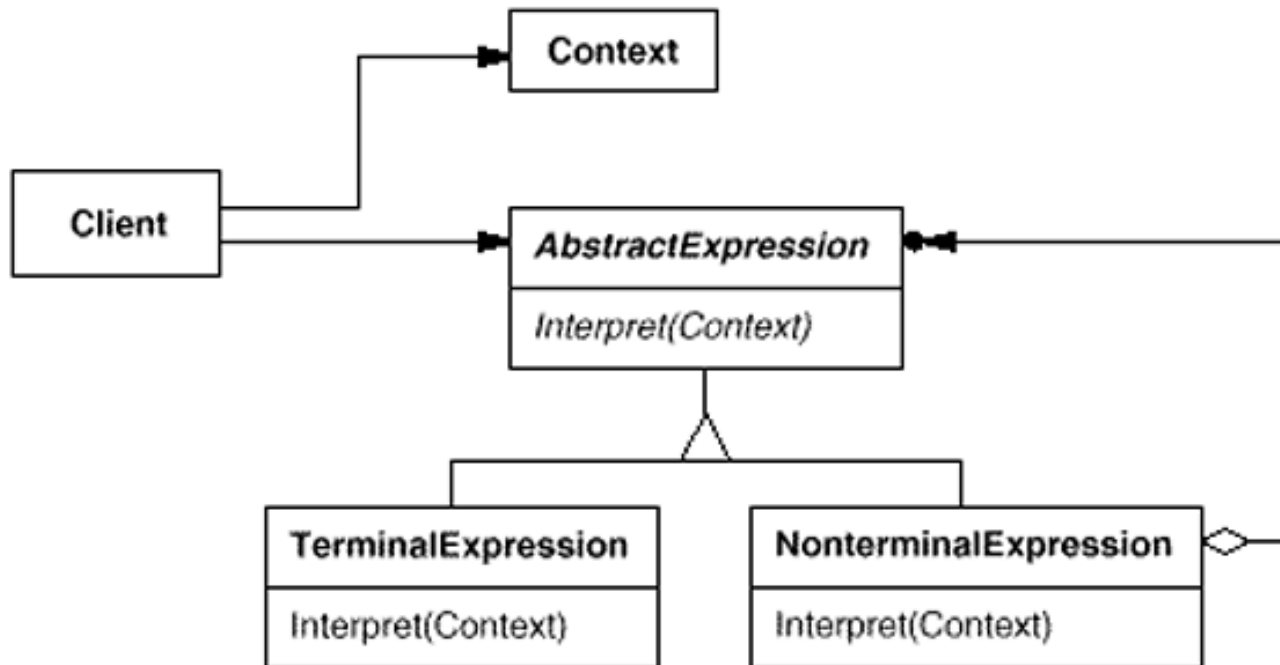 Context
Client
AbstractExpression
Interpret(Context)
TerminalExpression
NonterminalExpression
Interpret(Context)
Interpret(Context)